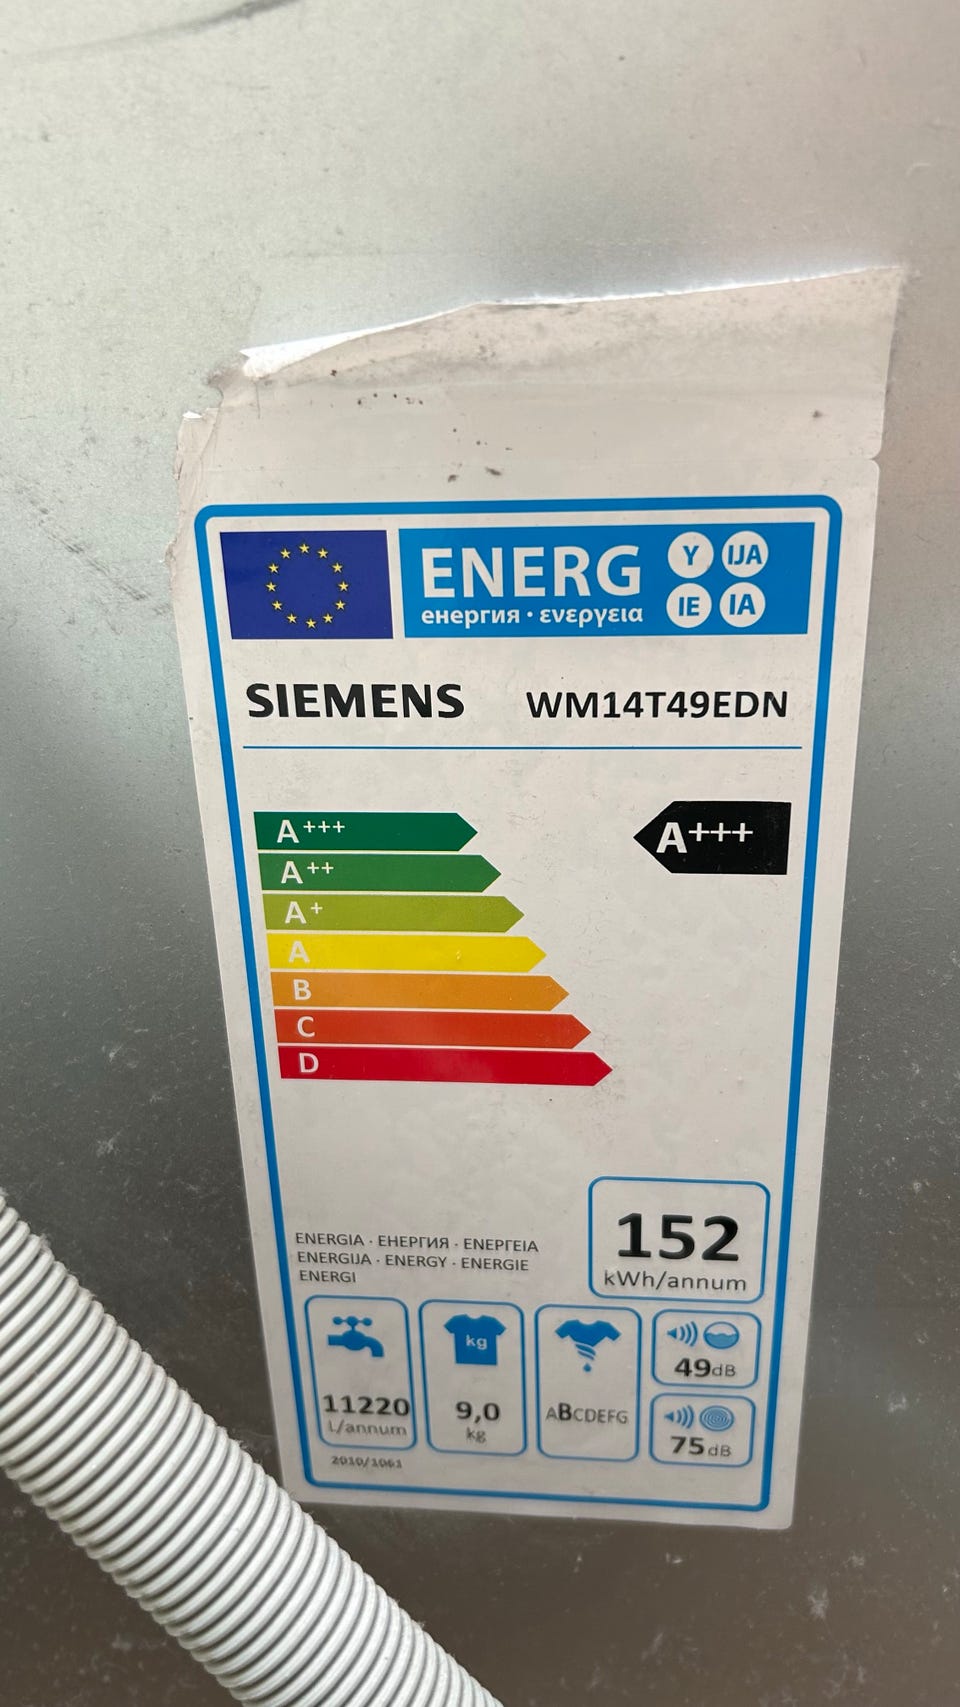 ENERG Y IJA
енергия · ενεργεια IE IA
SIEMENS WM14T49EDN
A+++ A+++
A++
A+
A
B
C
D
152
kWh/annum
ENERGIA · ЕНЕРГИЯ · ΕΝΕΡΓΕΙΑ
ENERGIJA · ENERGY · ENERGIE
ENERGI
kg
11220
L/annum
9,0
kg
ABCDEFG
49dB
75dB
2010/1061